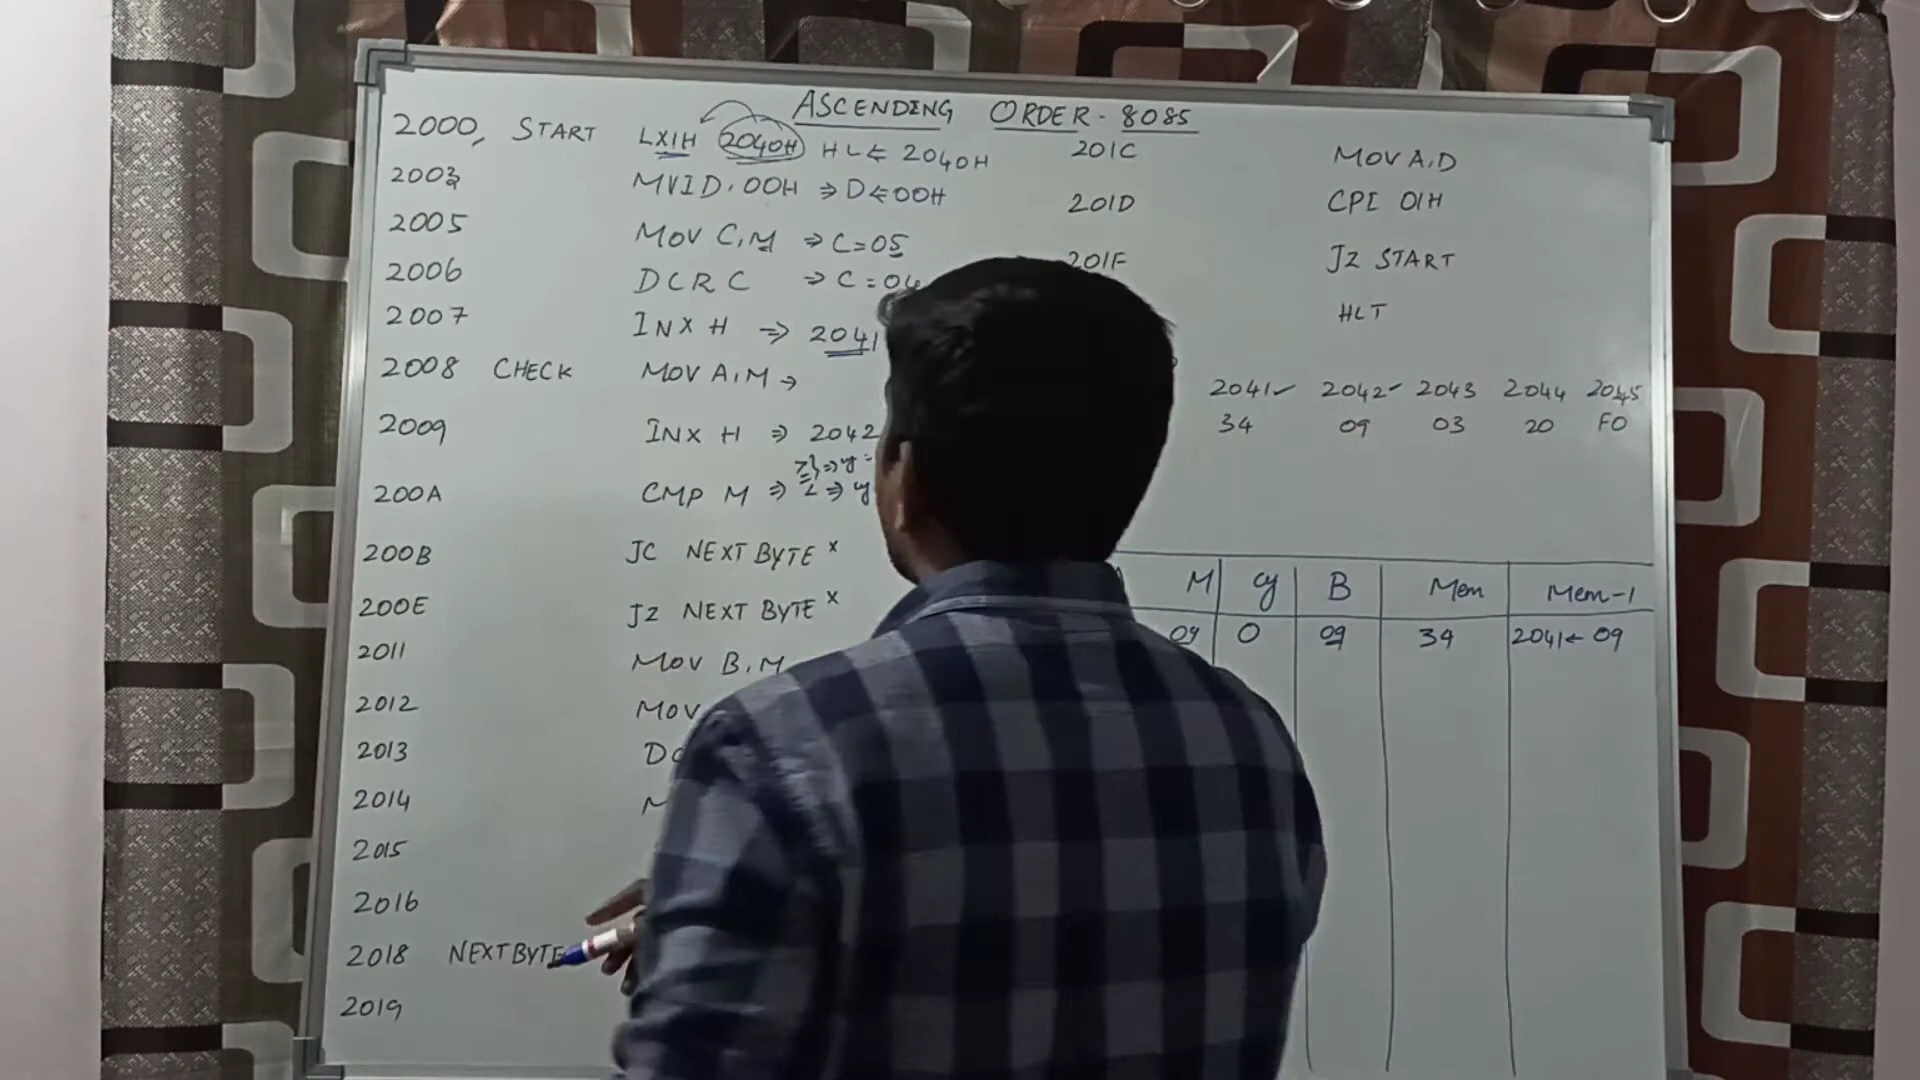 ASCENDING ORDER - 8085
2000, START LXIH 2040H HL ⇐ 2040H
2003 MVI D, 00H ⇒ D ⇐ 00H
2005 MOV C,M ⇒ C=05
2006 DCR C ⇒ C=04
2007 INX H ⇒ 2041
2008 CHECK MOV A,M →
2009 INX H ⇒ 2042
200A CMP M ⇒
200B JC NEXT BYTE x
200E JZ NEXT BYTE x
2011 MOV B,M
2012 MOV
2013
2014
2015
2016
2018 NEXTBYTE
2019
201C MOV A,D
201D CPI 01H
201F JZ START
HLT
2041✓ 2042✓ 2043 2044 2045
34 09 03 20 F0
M cy B Mem Mem-1
09 0 09 34 2041← 09